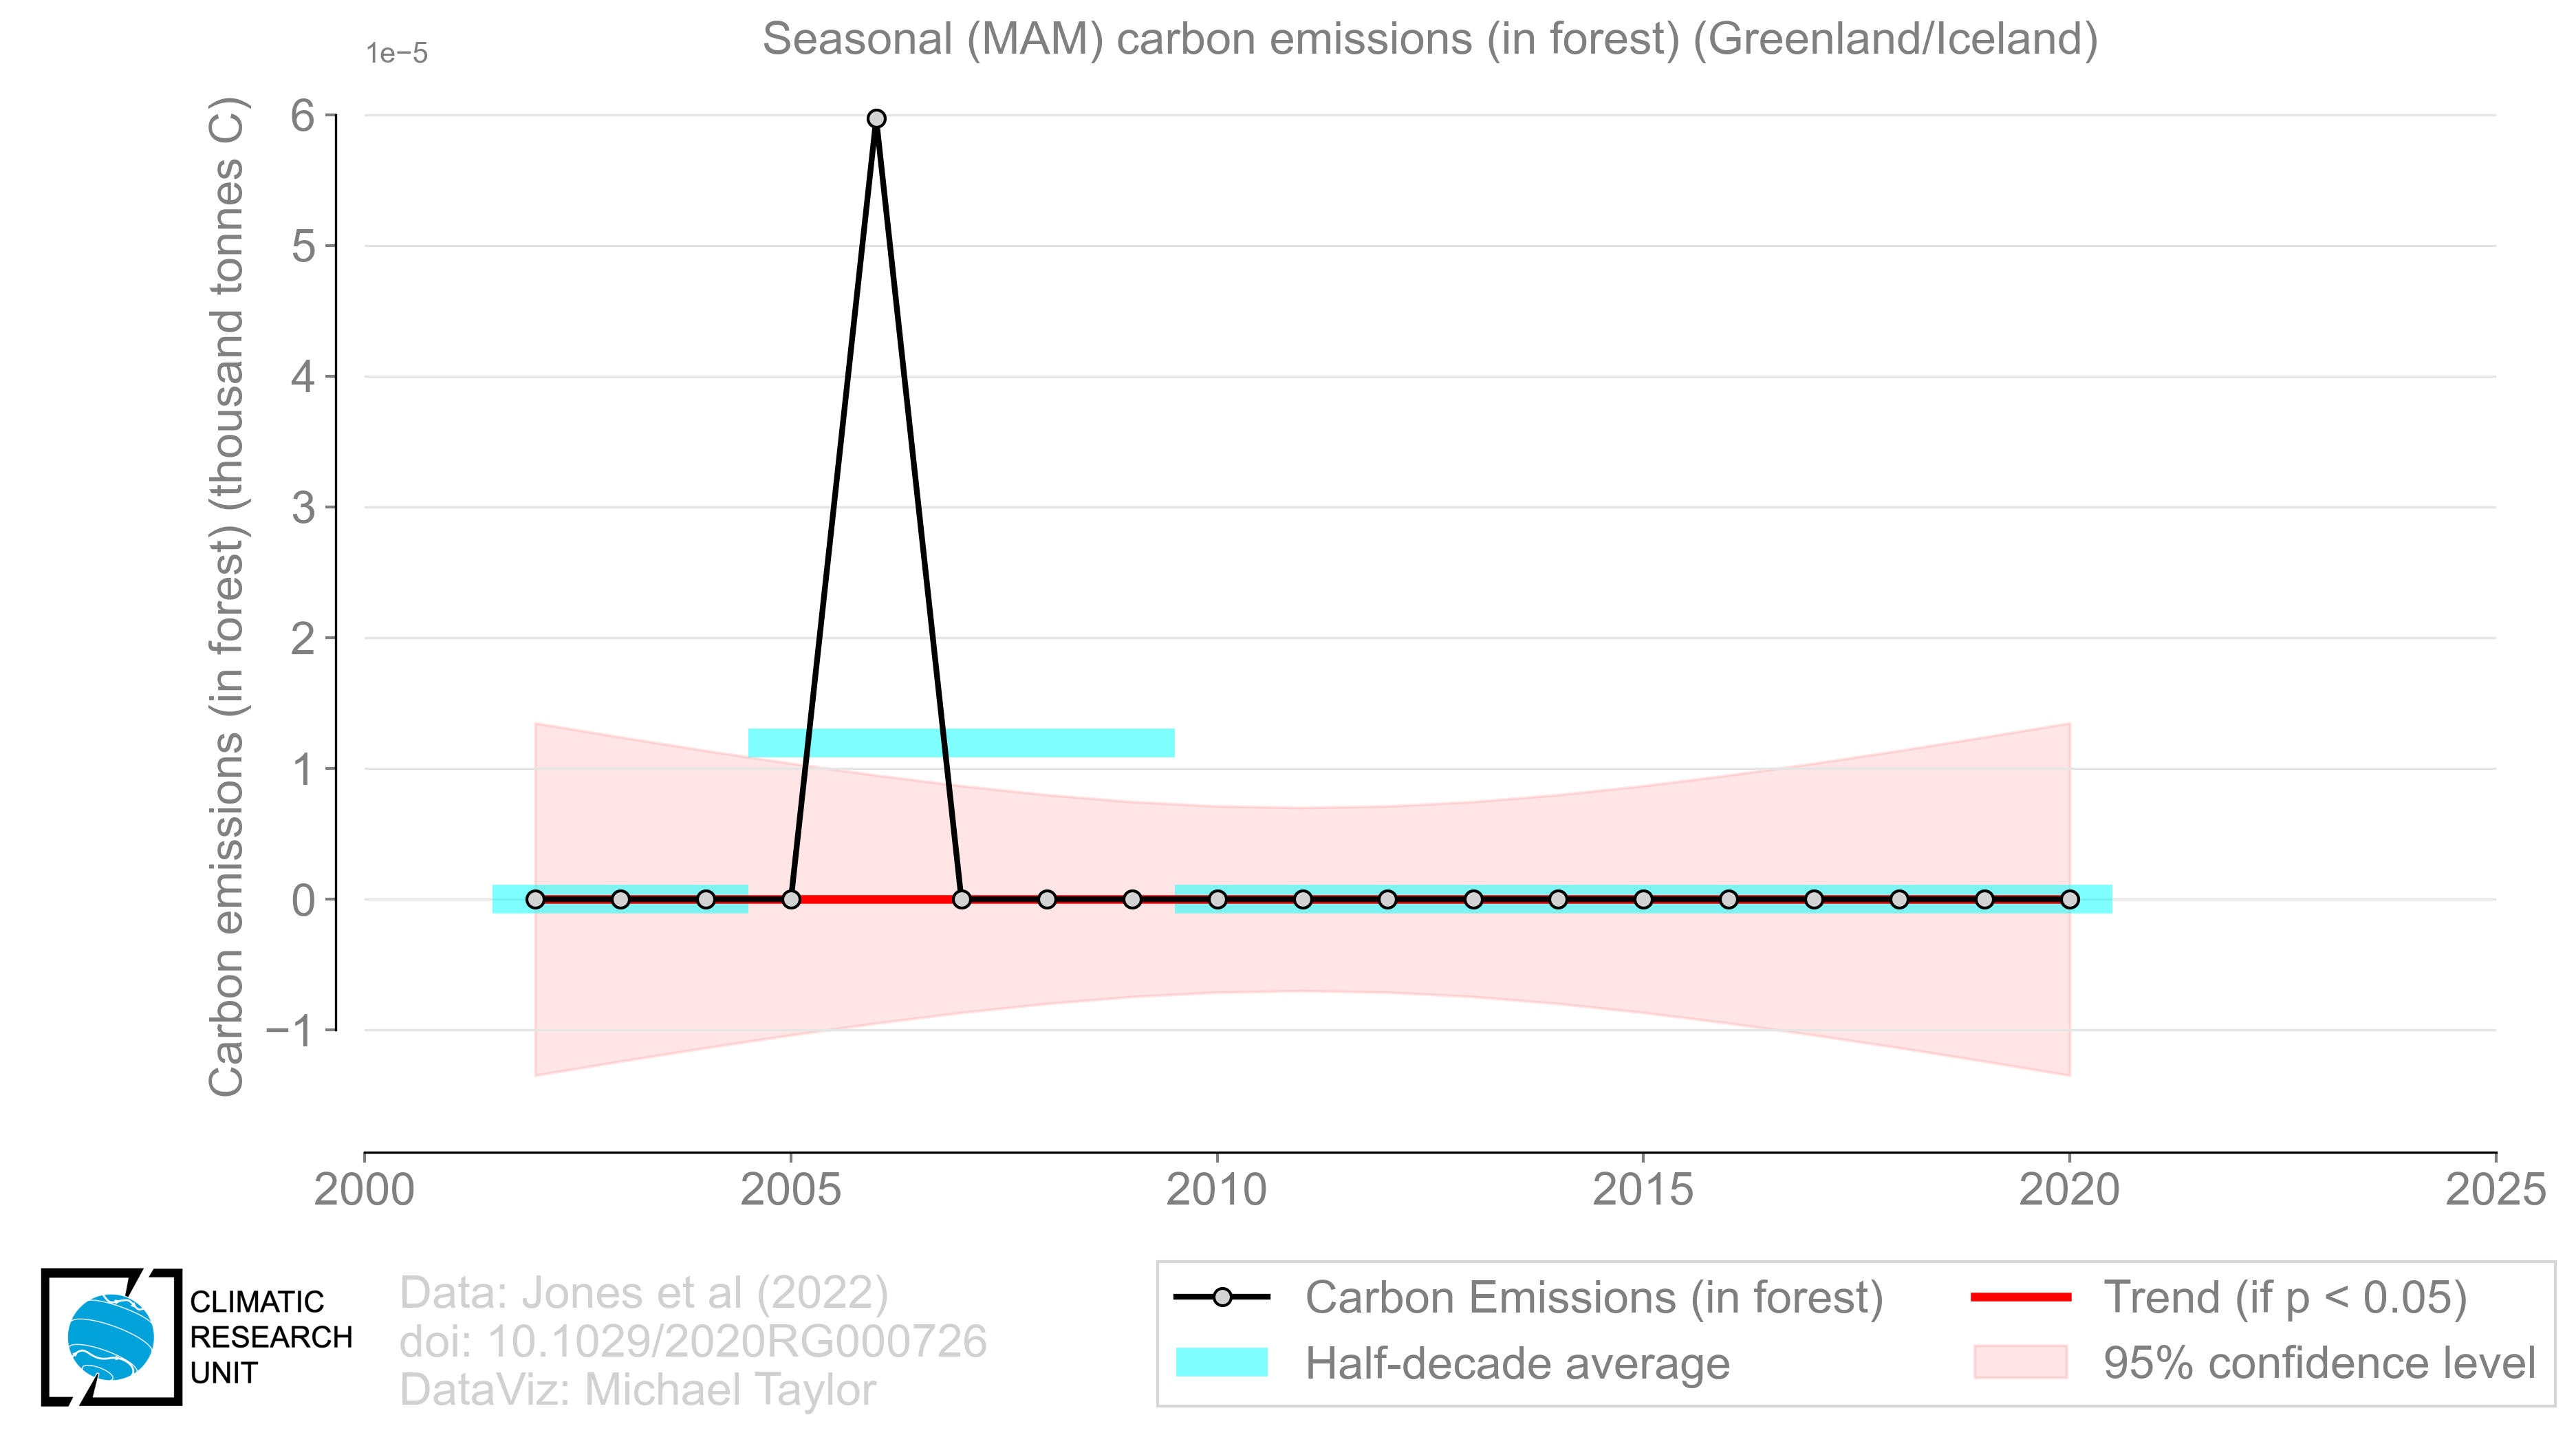 Seasonal (MAM) carbon emissions (in forest) (Greenland/Iceland)
1e−5
Carbon emissions (in forest) (thousand tonnes C)
6
5
4
3
2
1
0
−1
2000
2005
2010
2015
2020
2025
CLIMATIC
RESEARCH
UNIT
Data: Jones et al (2022)
doi: 10.1029/2020RG000726
DataViz: Michael Taylor
Carbon Emissions (in forest)
Half-decade average
Trend (if p < 0.05)
95% confidence level